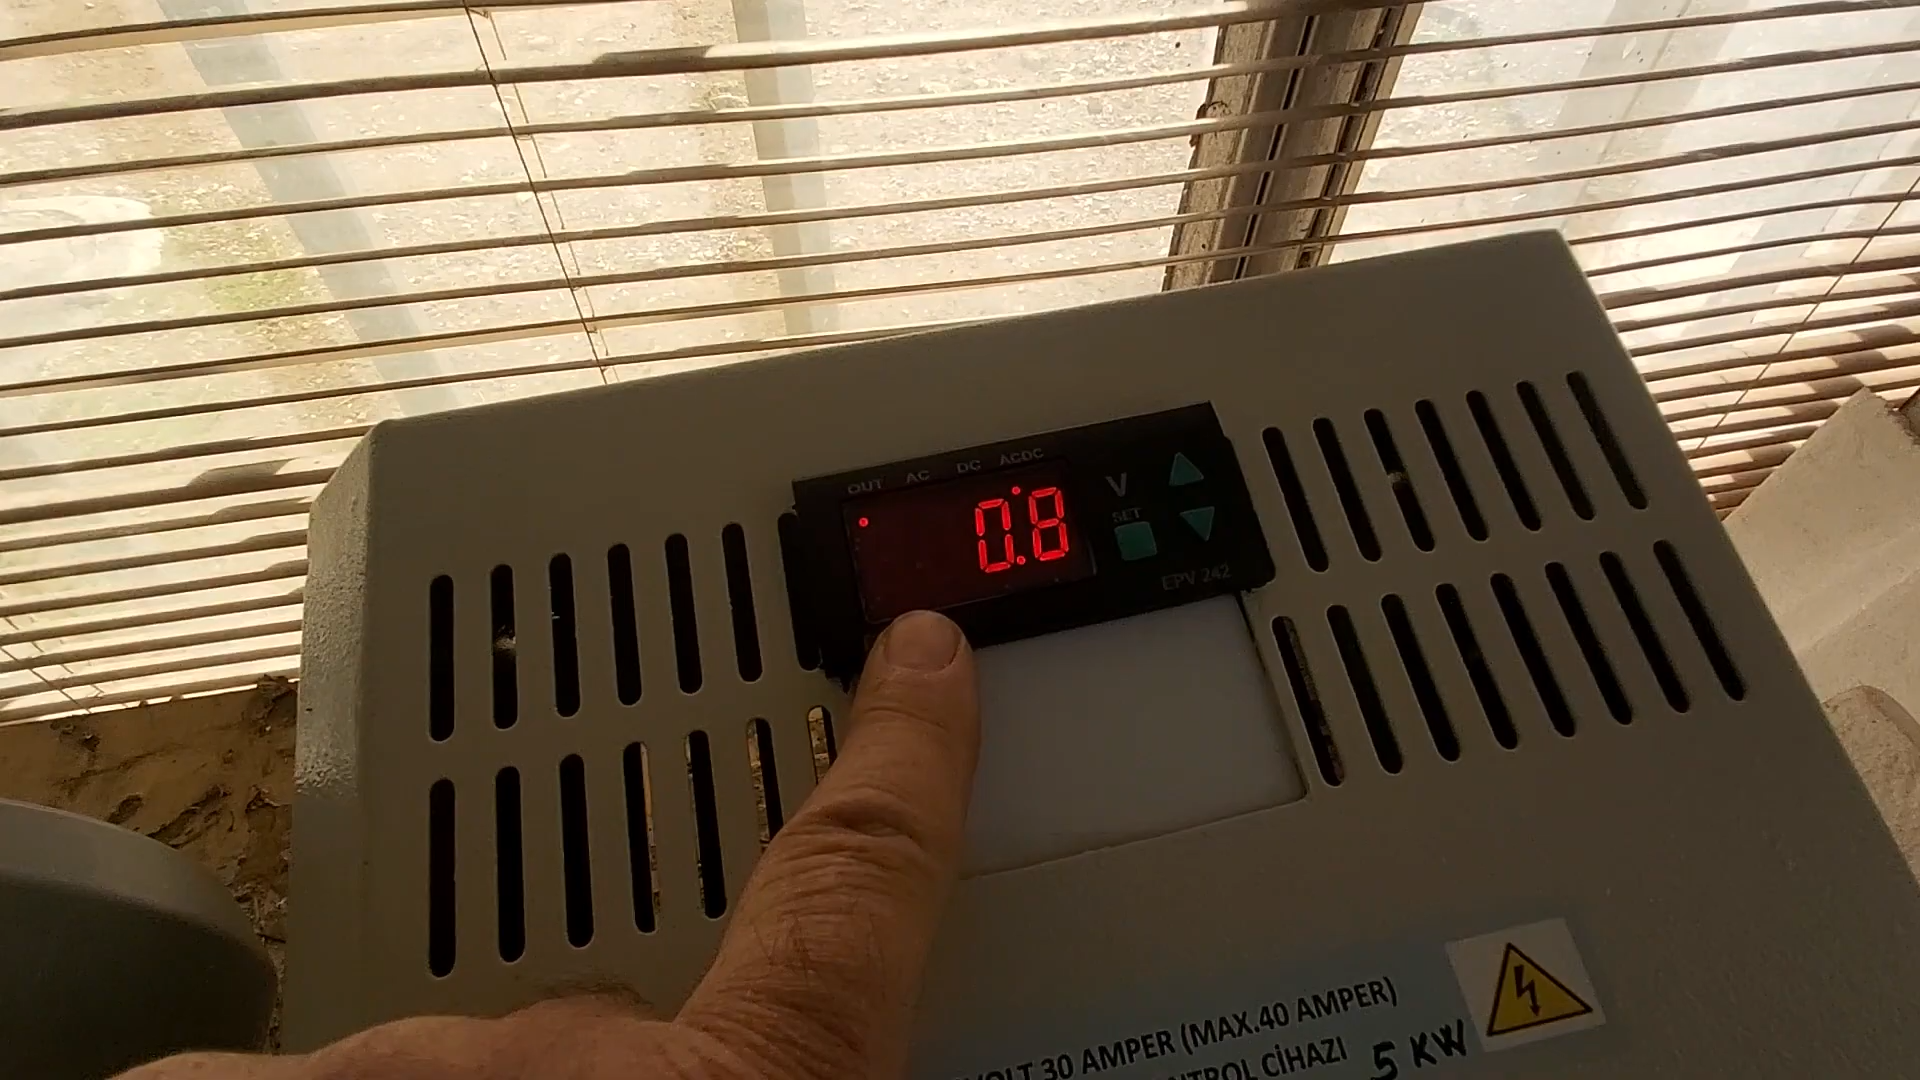 OUT AC DC ACDC
0.8
V
SET
EPV 242
VOLT 30 AMPER (MAX.40 AMPER)
CİHAZI 5 KW